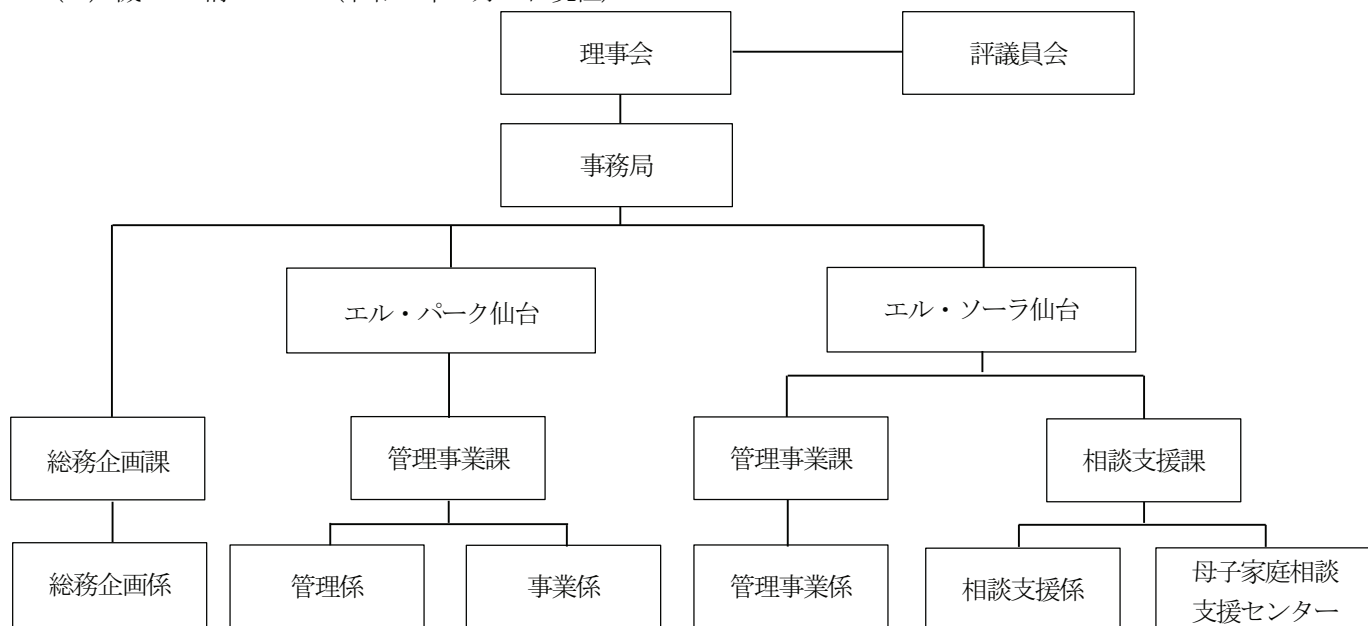 理事会
評議員会
事務局
エル・パーク仙台
エル・ソーラ仙台
総務企画課
管理事業課
管理事業課
相談支援課
総務企画係
管理係
事業係
管理事業係
相談支援係
母子家庭相談
支援センター